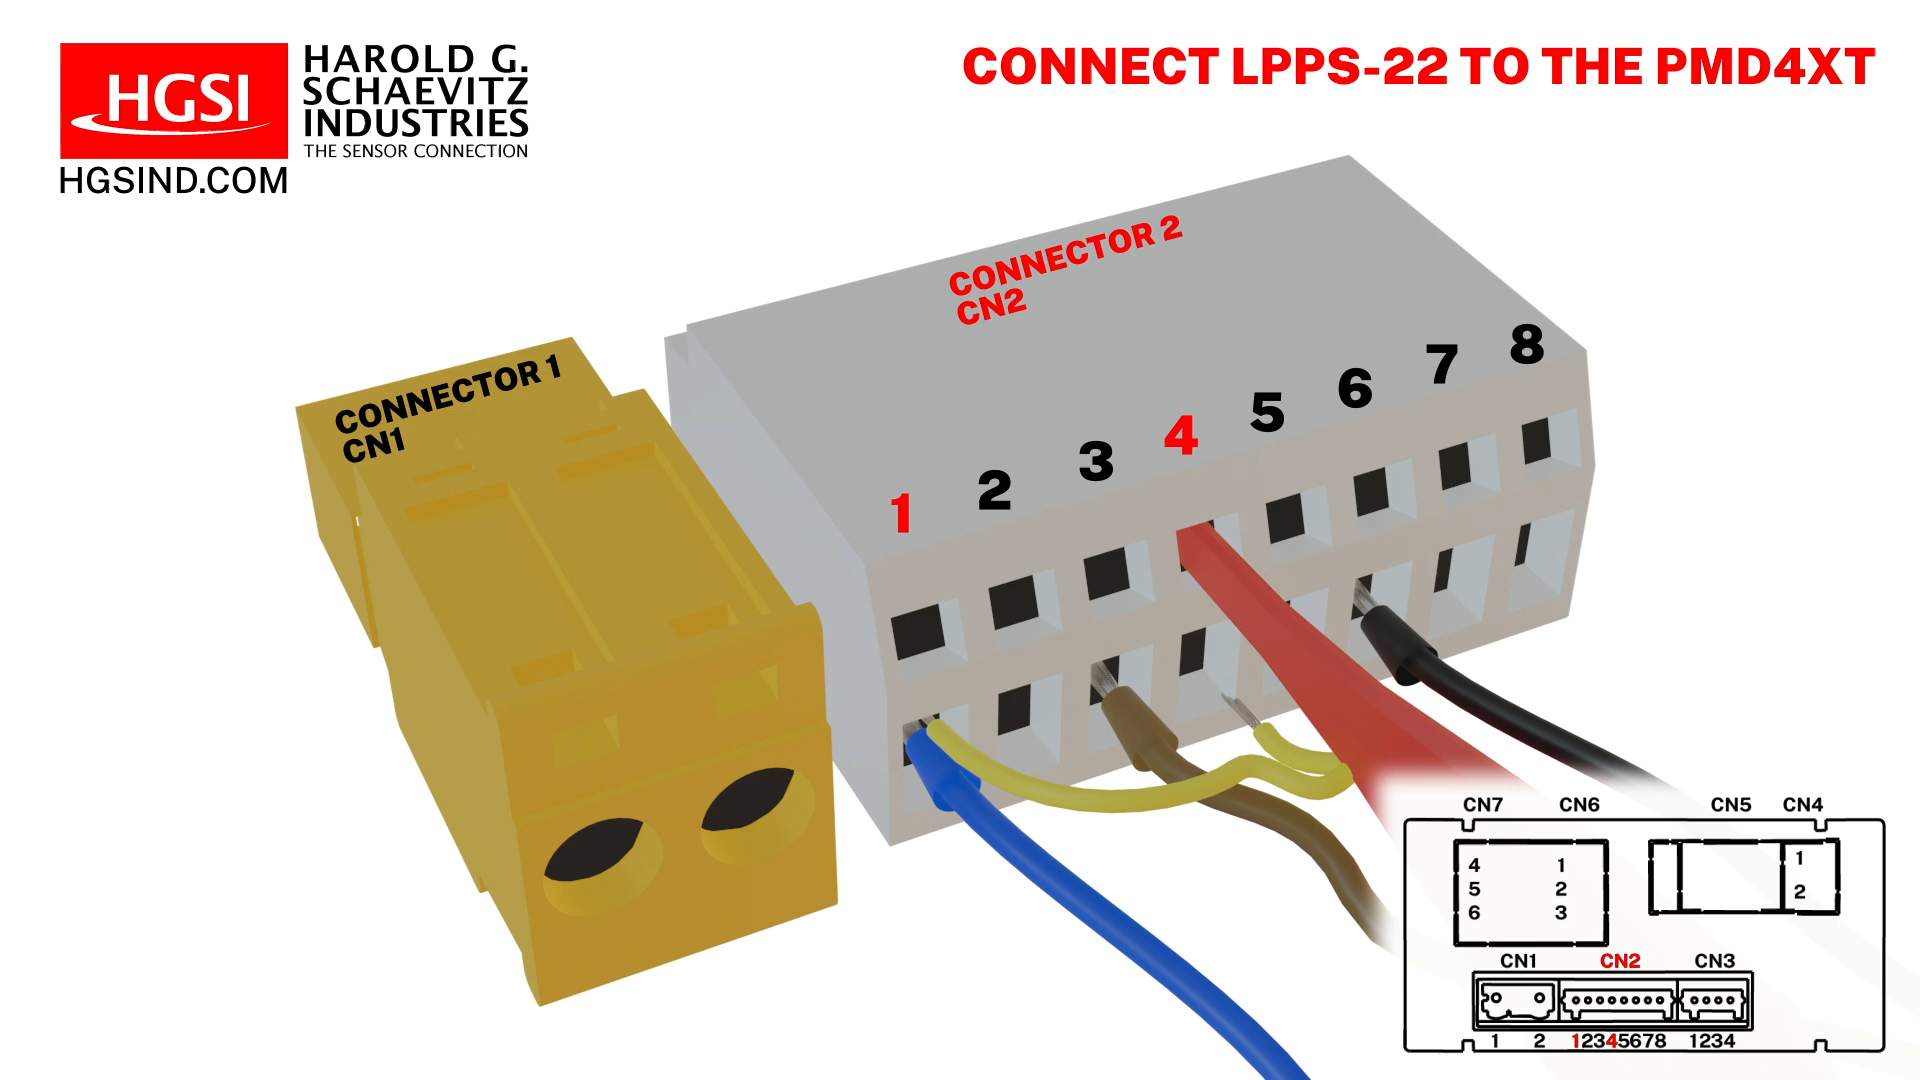 HGSI
HAROLD G.
SCHAEVITZ
INDUSTRIES
THE SENSOR CONNECTION
HGSIND.COM
CONNECT LPPS-22 TO THE PMD4XT
CONNECTOR 1
CN1
CONNECTOR 2
CN2
1 2 3 4 5 6 7 8
CN7 CN6 CN5 CN4
4 1 1
5 2 2
6 3
CN1 CN2 CN3
1 2 12345678 1234